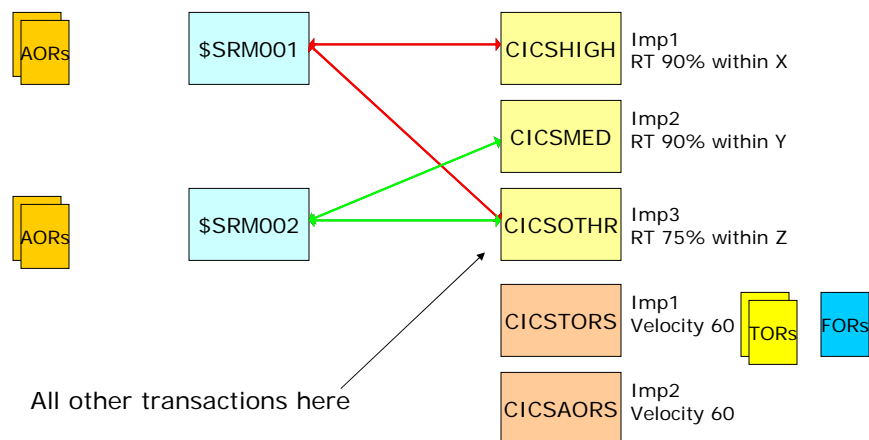 AORs
$SRM001
CICSHIGH
Imp1
RT 90% within X
CICSMED
Imp2
RT 90% within Y
AORs
$SRM002
CICSOTHR
Imp3
RT 75% within Z
CICSTORS
Imp1
Velocity 60
TORs
FORs
All other transactions here
CICSAORS
Imp2
Velocity 60